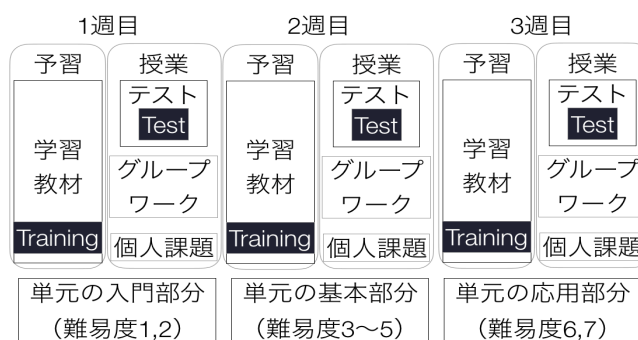 1週目
予習
授業
テスト
Test
学習
教材
グループ
ワーク
Training
個人課題
単元の入門部分
（難易度1,2）
2週目
予習
授業
テスト
Test
学習
教材
グループ
ワーク
Training
個人課題
単元の基本部分
（難易度3〜5）
3週目
予習
授業
テスト
Test
学習
教材
グループ
ワーク
Training
個人課題
単元の応用部分
（難易度6,7）